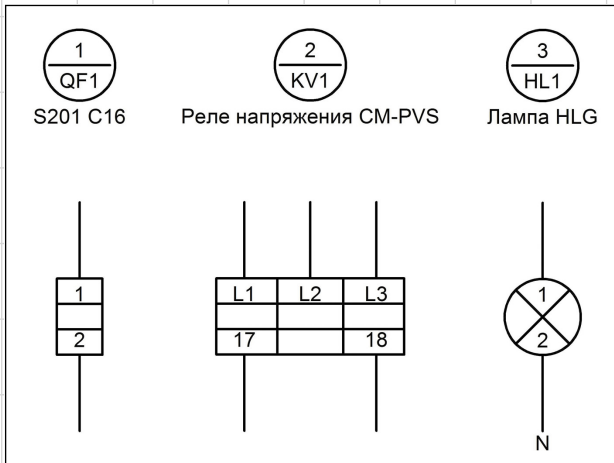 1 2 3
QF1 KV1 HL1
S201 C16 Реле напряжения CM-PVS Лампа HLG
1 L1 L2 L3 1
2 17 18 2
N